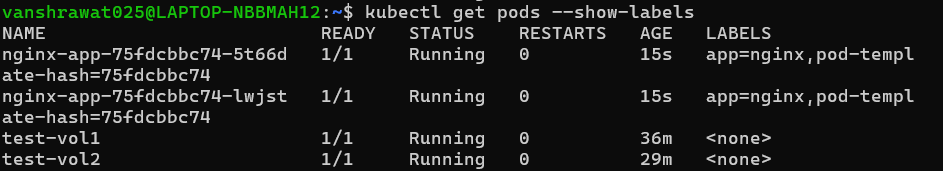 vanshrawat025@LAPTOP-NBBMAH12:~$ kubectl get pods --show-labels
NAME                         READY   STATUS    RESTARTS   AGE   LABELS
nginx-app-75fdcbbc74-5t66d   1/1     Running   0          15s   app=nginx,pod-templ
ate-hash=75fdcbbc74
nginx-app-75fdcbbc74-lwjst   1/1     Running   0          15s   app=nginx,pod-templ
ate-hash=75fdcbbc74
test-vol1                    1/1     Running   0          36m   <none>
test-vol2                    1/1     Running   0          29m   <none>